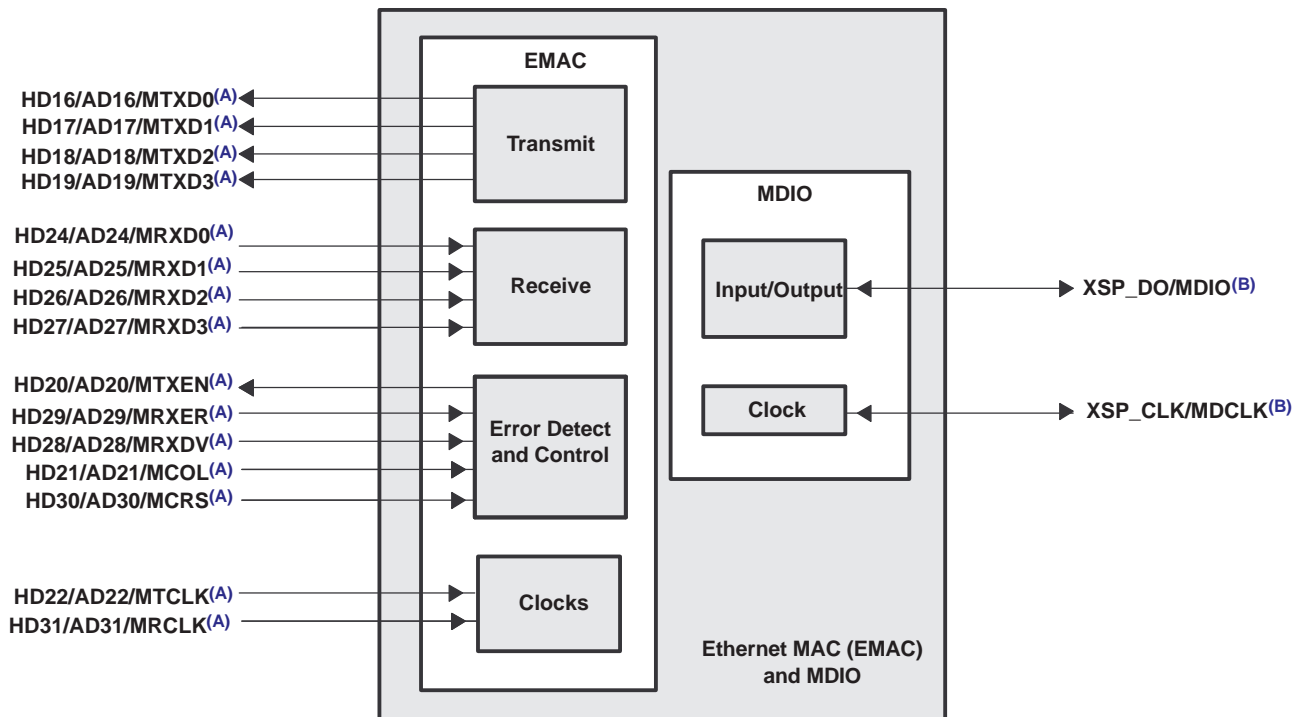 EMAC
HD16/AD16/MTXD0(A)
HD17/AD17/MTXD1(A)
HD18/AD18/MTXD2(A)
HD19/AD19/MTXD3(A)
Transmit
HD24/AD24/MRXD0(A)
HD25/AD25/MRXD1(A)
HD26/AD26/MRXD2(A)
HD27/AD27/MRXD3(A)
Receive
HD20/AD20/MTXEN(A)
HD29/AD29/MRXER(A)
HD28/AD28/MRXDV(A)
HD21/AD21/MCOL(A)
HD30/AD30/MCRS(A)
Error Detect
and Control
HD22/AD22/MTCLK(A)
HD31/AD31/MRCLK(A)
Clocks
MDIO
Input/Output
XSP_DO/MDIO(B)
Clock
XSP_CLK/MDCLK(B)
Ethernet MAC (EMAC)
and MDIO